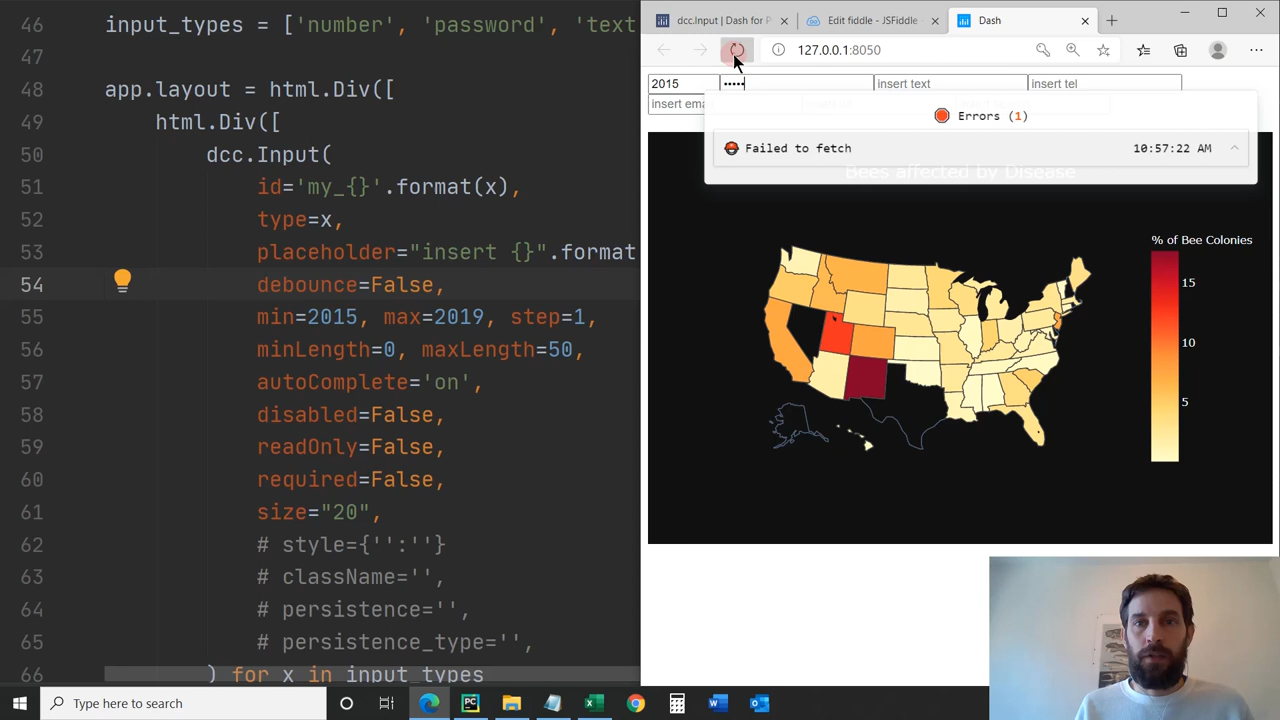 46 input_types = ['number', 'password', 'text
47
48 app.layout = html.Div([
49 html.Div([
50 dcc.Input(
51 id='my_{}'.format(x),
52 type=x,
53 placeholder="insert {}".format
54 debounce=False,
55 min=2015, max=2019, step=1,
56 minLength=0, maxLength=50,
57 autoComplete='on',
58 disabled=False,
59 readOnly=False,
60 required=False,
61 size="20",
62 # style={'':''}
63 # className='',
64 # persistence='',
65 # persistence_type='',
66 ) for x in input_types
dcc.Input | Dash for P
Edit fiddle - JSFiddle
Dash
127.0.0.1:8050
2015
•••••
insert text
insert tel
insert ema
Errors (1)
Failed to fetch 10:57:22 AM
Bees affected by Disease
% of Bee Colonies
15
10
5
Type here to search